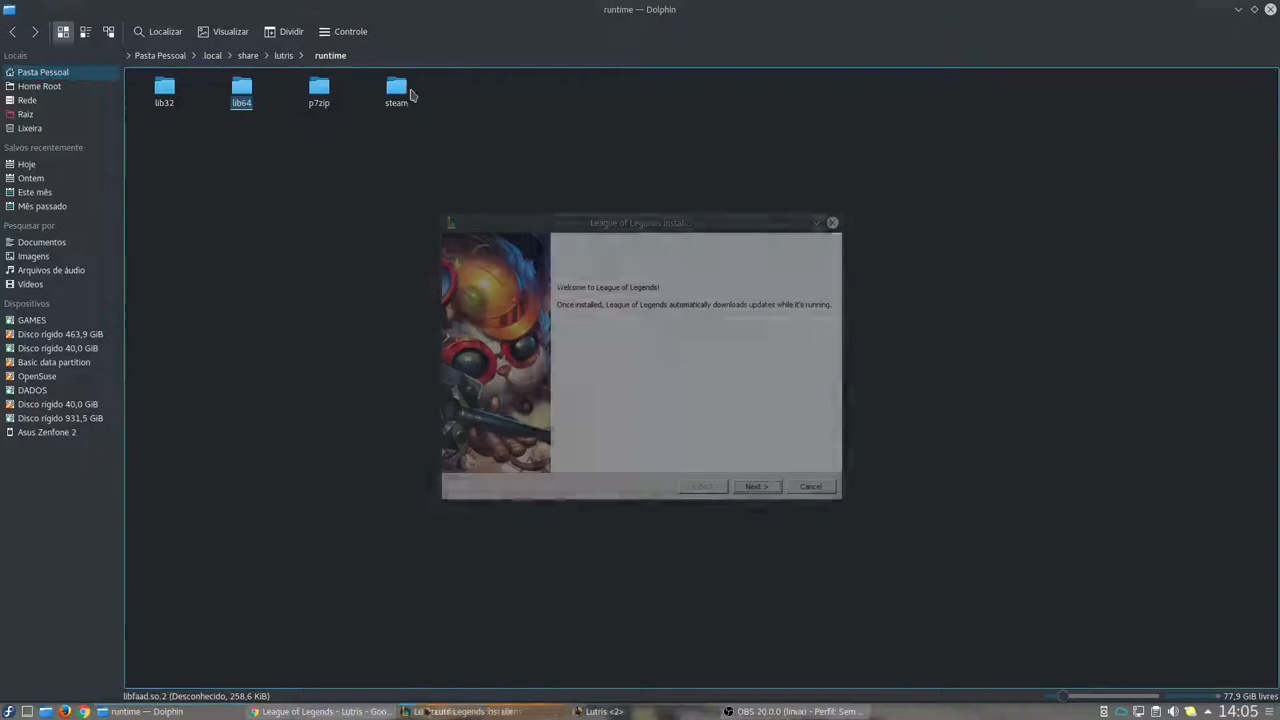 runtime — Dolphin
Localizar Visualizar Dividir Controle
Locais > Pasta Pessoal > .local > share > lutris > runtime
Pasta Pessoal
Home Root
Rede
Raiz
Lixeira
Salvos recentemente
Hoje
Ontem
Este mês
Mês passado
Pesquisar por
Documentos
Imagens
Arquivos de áudio
Vídeos
Dispositivos
GAMES
Disco rígido 463,9 GiB
Disco rígido 40,0 GiB
Basic data partition
OpenSuse
DADOS
Disco rígido 40,0 GiB
Disco rígido 931,5 GiB
Asus Zenfone 2
lib32 lib64 p7zip steam
League of Legends Install...
Welcome to League of Legends!
Once installed, League of Legends automatically downloads updates while it's running.
< Back Next > Cancel
libfaad.so.2 (Desconhecido, 258,6 KiB) 77,9 GiB livres
runtime — Dolphin League of Legends - Lutris - Goo... Lutris <2> OBS 20.0.0 (linux) - Perfil: Sem ... 14:05